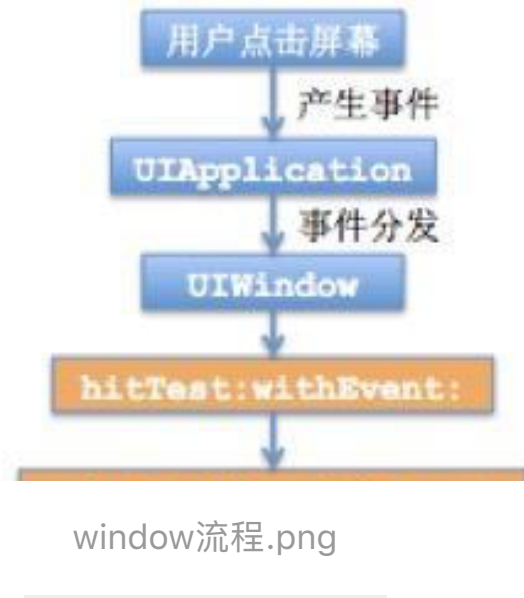 用户点击屏幕
产生事件
UIApplication
事件分发
UIWindow
hitTest:withEvent:
window流程.png